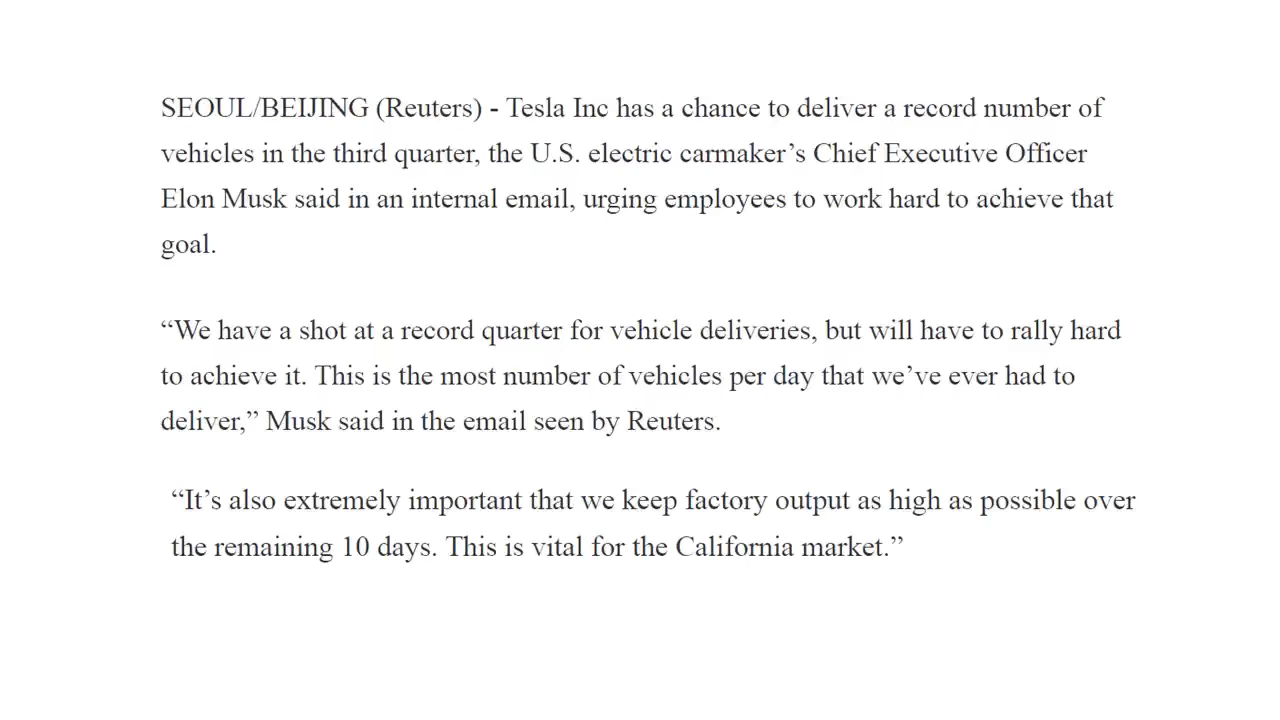 SEOUL/BEIJING (Reuters) - Tesla Inc has a chance to deliver a record number of
vehicles in the third quarter, the U.S. electric carmaker’s Chief Executive Officer
Elon Musk said in an internal email, urging employees to work hard to achieve that
goal.
“We have a shot at a record quarter for vehicle deliveries, but will have to rally hard
to achieve it. This is the most number of vehicles per day that we’ve ever had to
deliver,” Musk said in the email seen by Reuters.
“It’s also extremely important that we keep factory output as high as possible over
the remaining 10 days. This is vital for the California market.”